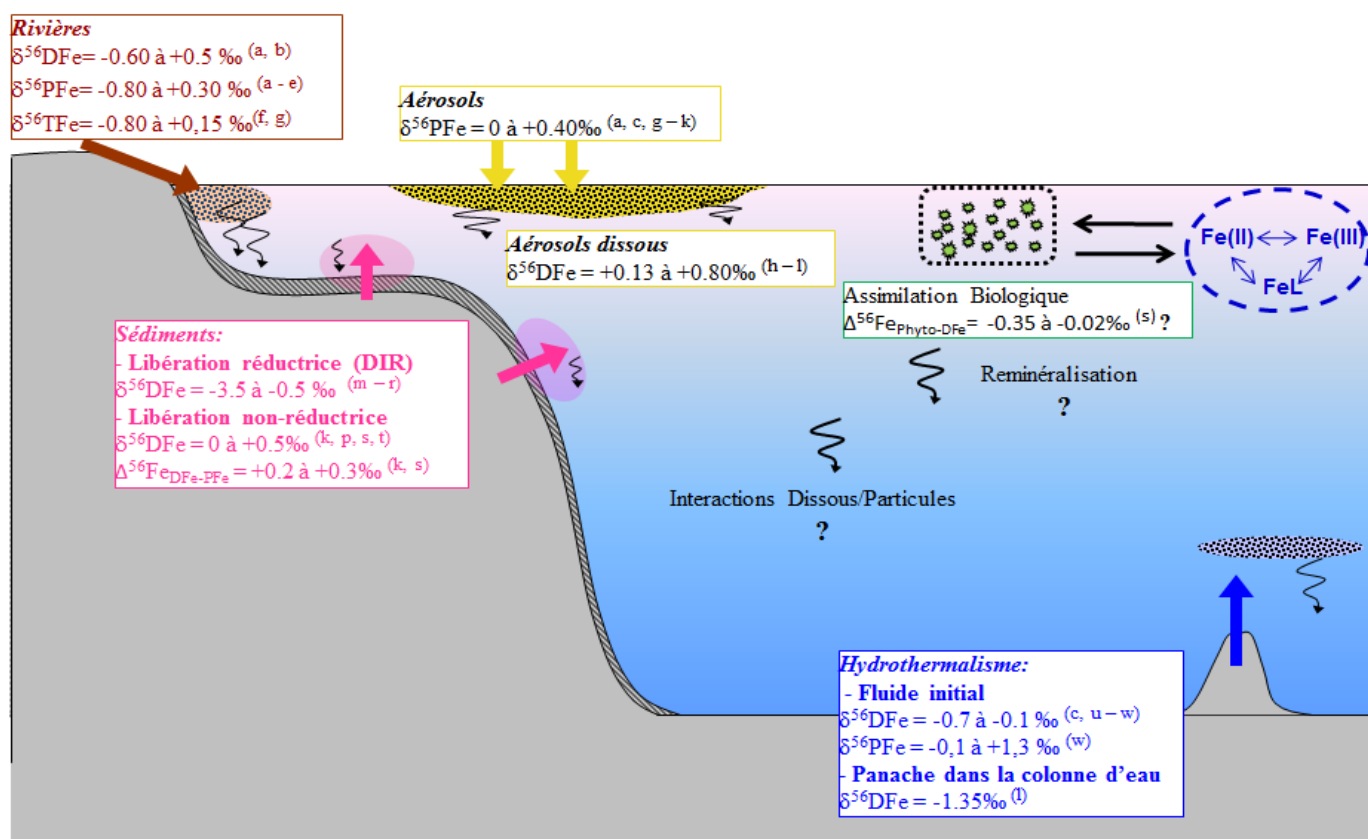 Rivières
δ⁵⁶DFe= -0.60 à +0.5 ‰ (a, b)
δ⁵⁶PFe= -0.80 à +0.30 ‰ (a - e)
δ⁵⁶TFe= -0.80 à +0,15 ‰(f, g)
Aérosols
δ⁵⁶PFe = 0 à +0.40‰ (a, c, g – k)
Aérosols dissous
δ⁵⁶DFe = +0.13 à +0.80‰ (h – l)
Fe(II)
Fe(III)
FeL
Assimilation Biologique
Δ⁵⁶FePhyto-DFe= -0.35 à -0.02‰ (s) ?
Reminéralisation
?
Sédiments:
- Libération réductrice (DIR)
δ⁵⁶DFe = -3.5 à -0.5 ‰ (m – r)
- Libération non-réductrice
δ⁵⁶DFe = 0 à +0.5‰ (k, p, s, t)
Δ⁵⁶FeDFe-PFe = +0.2 à +0.3‰ (k, s)
Interactions Dissous/Particules
?
Hydrothermalisme:
- Fluide initial
δ⁵⁶DFe = -0.7 à -0.1 ‰ (c, u – w)
δ⁵⁶PFe = -0,1 à +1,3 ‰ (w)
- Panache dans la colonne d'eau
δ⁵⁶DFe = -1.35‰ (l)